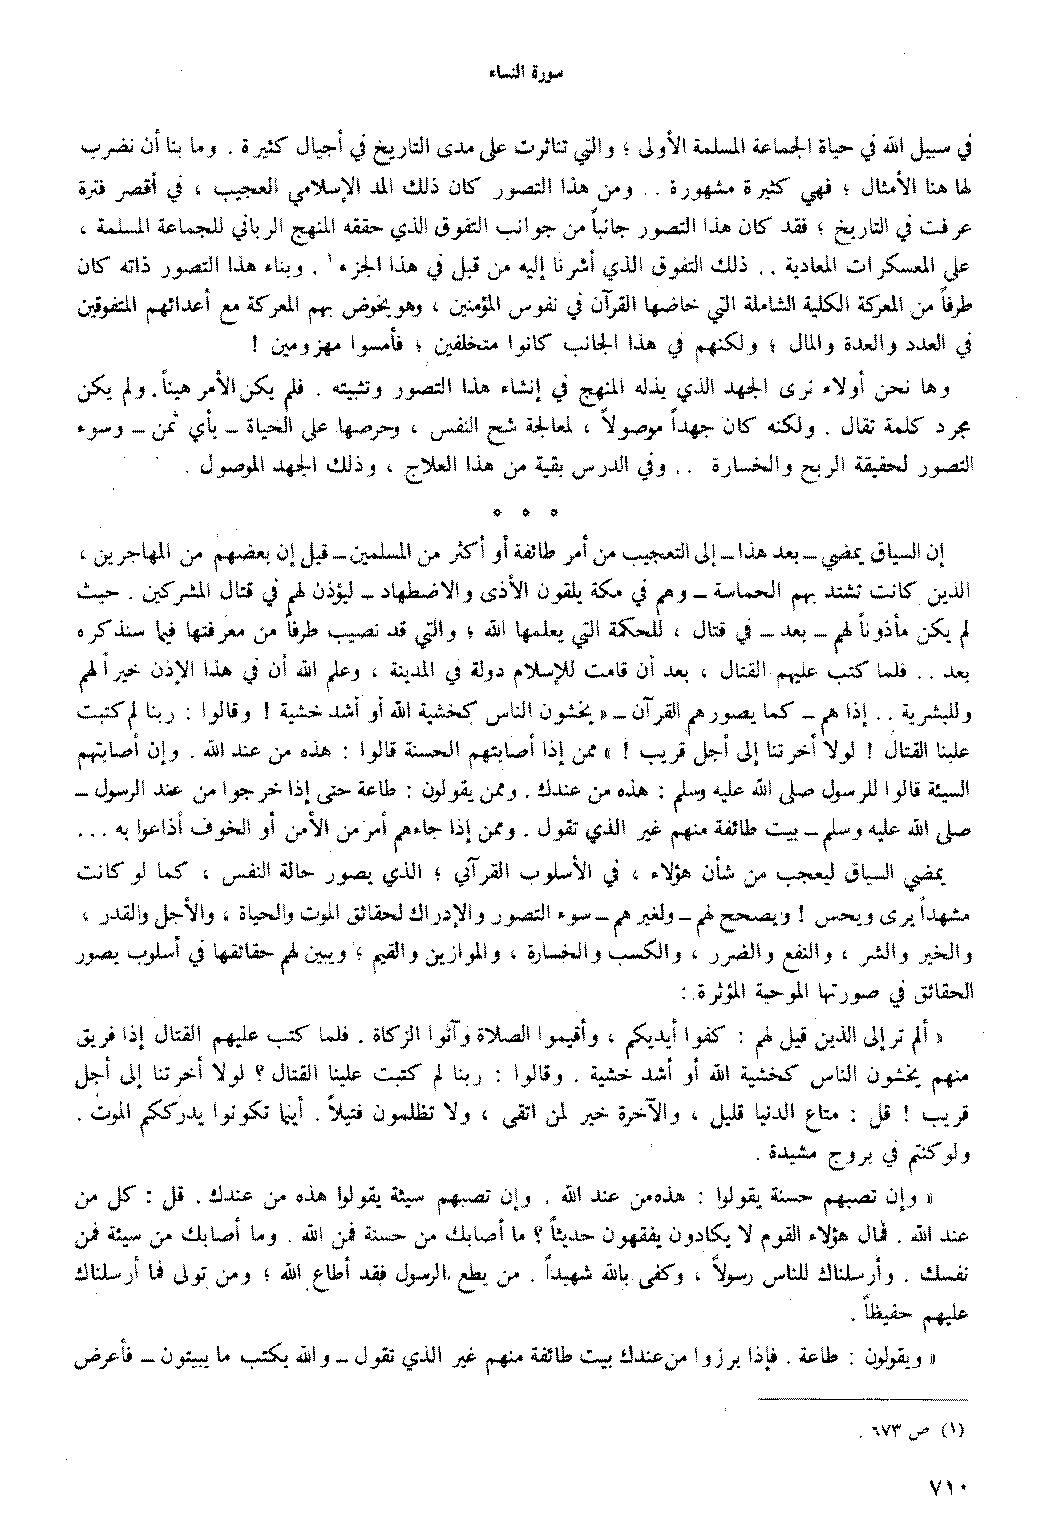 سورة النساء
في سبيل الله في حياة الجماعة المسلمة الأولى ؛ والتي تناثرت على مدى التاريخ في أجيال كثيرة . وما بنا أن نضرب
لها هنا الأمثال ؛ فهي كثيرة مشهورة .. ومن هذا التصور كان ذلك المد الإسلامي العجيب ، في أقصر فترة
عرفت في التاريخ ؛ فقد كان هذا التصور جانباً من جوانب التفوق الذي حققه المنهج الرباني للجماعة المسلمة ،
على المعسكرات المعادية .. ذلك التفوق الذي أشرنا إليه من قبل في هذا الجزء ١ . وبناء هذا التصور ذاته كان
طرفاً من المعركة الكلية الشاملة التي خاضها القرآن في نفوس المؤمنين ، وهو يخوض بهم المعركة مع أعدائهم المتفوقين
في العدد والعدة والمال ؛ ولكنهم في هذا الجانب كانوا متخلفين ؛ فأمسوا مهزومين !
وها نحن أولاء نرى الجهد الذي بذله المنهج في إنشاء هذا التصور وتثبيته . فلم يكن الأمر هيناً . ولم يكن
مجرد كلمة تقال . ولكنه كان جهداً موصولاً ، لمعالجة شح النفس ، وحرصها على الحياة – بأي ثمن – وسوء
التصور لحقيقة الربح والخسارة .. وفي الدرس بقية من هذا العلاج ، وذلك الجهد الموصول .
* * *
إن السياق يمضي – بعد هذا – إلى التعجيب من أمر طائفة أو أكثر من المسلمين – قيل إن بعضهم من المهاجرين ،
الذين كانت تشتد بهم الحماسة – وهم في مكة يلقون الأذى والاضطهاد – ليؤذن لهم في قتال المشركين . حيث
لم يكن مأذوناً لهم – بعد – في قتال ، للحكمة التي يعلمها الله ؛ والتي قد نصيب طرفاً من معرفتها فيما سنذكره
بعد .. فلما كتب عليهم القتال ، بعد أن قامت للإسلام دولة في المدينة ، وعلم الله أن في هذا الإذن خيراً لهم
وللبشرية .. إذا هم – كما يصورهم القرآن – « يخشون الناس كخشية الله أو أشد خشية ! وقالوا : ربنا لم كتبت
علينا القتال ! لولا أخرتنا إلى أجل قريب ! » ممن إذا أصابتهم الحسنة قالوا : هذه من عند الله . وإن أصابتهم
السيئة قالوا للرسول صلى الله عليه وسلم : هذه من عندك . وممن يقولون : طاعة حتى إذا خرجوا من عند الرسول –
صلى الله عليه وسلم – بيت طائفة منهم غير الذي تقول . وممن إذا جاءهم أمر من الأمن أو الخوف أذاعوا به ...
يمضي السياق ليعجب من شأن هؤلاء ، في الأسلوب القرآني ؛ الذي يصور حالة النفس ، كما لو كانت
مشهداً يرى ويحس ! ويصحح لهم – ولغيرهم – سوء التصور والإدراك لحقائق الموت والحياة ، والأجل والقدر ،
والخير والشر ، والنفع والضرر ، والكسب والخسارة ، والموازين والقيم ؛ ويبين لهم حقائقها في أسلوب يصور
الحقائق في صورتها الموحية المؤثرة :
« ألم تر إلى الذين قيل لهم : كفوا أيديكم ، وأقيموا الصلاة وآتوا الزكاة . فلما كتب عليهم القتال إذا فريق
منهم يخشون الناس كخشية الله أو أشد خشية . وقالوا : ربنا لم كتبت علينا القتال ؟ لولا أخرتنا إلى أجل
قريب ! قل : متاع الدنيا قليل ، والآخرة خير لمن اتقى ، ولا تظلمون فتيلاً . أينما تكونوا يدرككم الموت .
ولو كنتم في بروج مشيدة .
« وإن تصبهم حسنة يقولوا : هذه من عند الله . وإن تصبهم سيئة يقولوا هذه من عندك . قل : كل من
عند الله . فمال هؤلاء القوم لا يكادون يفقهون حديثاً ؟ ما أصابك من حسنة فمن الله . وما أصابك من سيئة فمن
نفسك . وأرسلناك للناس رسولاً ، وكفى بالله شهيداً . من يطع الرسول فقد أطاع الله ؛ ومن تولى فما أرسلناك
عليهم حفيظاً .
« ويقولون : طاعة . فإذا برزوا من عندك بيت طائفة منهم غير الذي تقول – والله يكتب ما يبيتون – فأعرض
(١) ص ٦٧٣ .
٧١٠